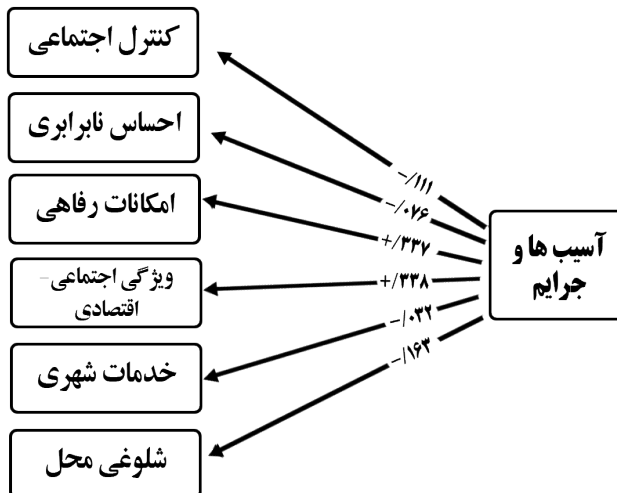 کنترل اجتماعی
احساس نابرابری
امکانات رفاهی
ویژگی اجتماعی-
اقتصادی
خدمات شهری
شلوغی محل
-/۱۱۱
-/۰۷۶
+/۳۳۷
+/۳۳۸
-/۰۳۲
-/۱۶۳
آسیب ها و
جرایم